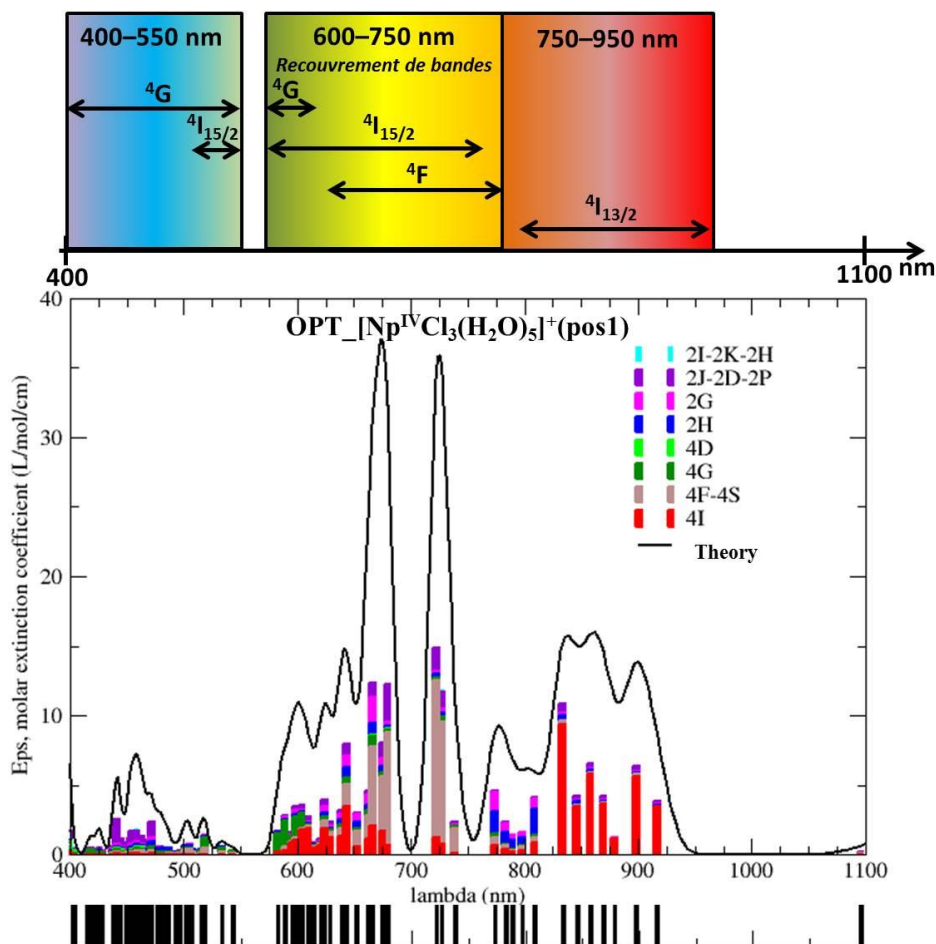 400–550 nm
600–750 nm
750–950 nm
Recouvrement de bandes
⁴G
⁴G
⁴I₁₅/₂
⁴I₁₅/₂
⁴F
⁴I₁₃/₂
400
1100 nm
OPT_[NpᴵⱽCl₃(H₂O)₅]⁺(pos1)
2I-2K-2H
2J-2D-2P
2G
2H
4D
4G
4F-4S
4I
Theory
Eps, molar extinction coefficient (L/mol/cm)
40
30
20
10
0
400
500
600
700
800
900
1000
1100
lambda (nm)